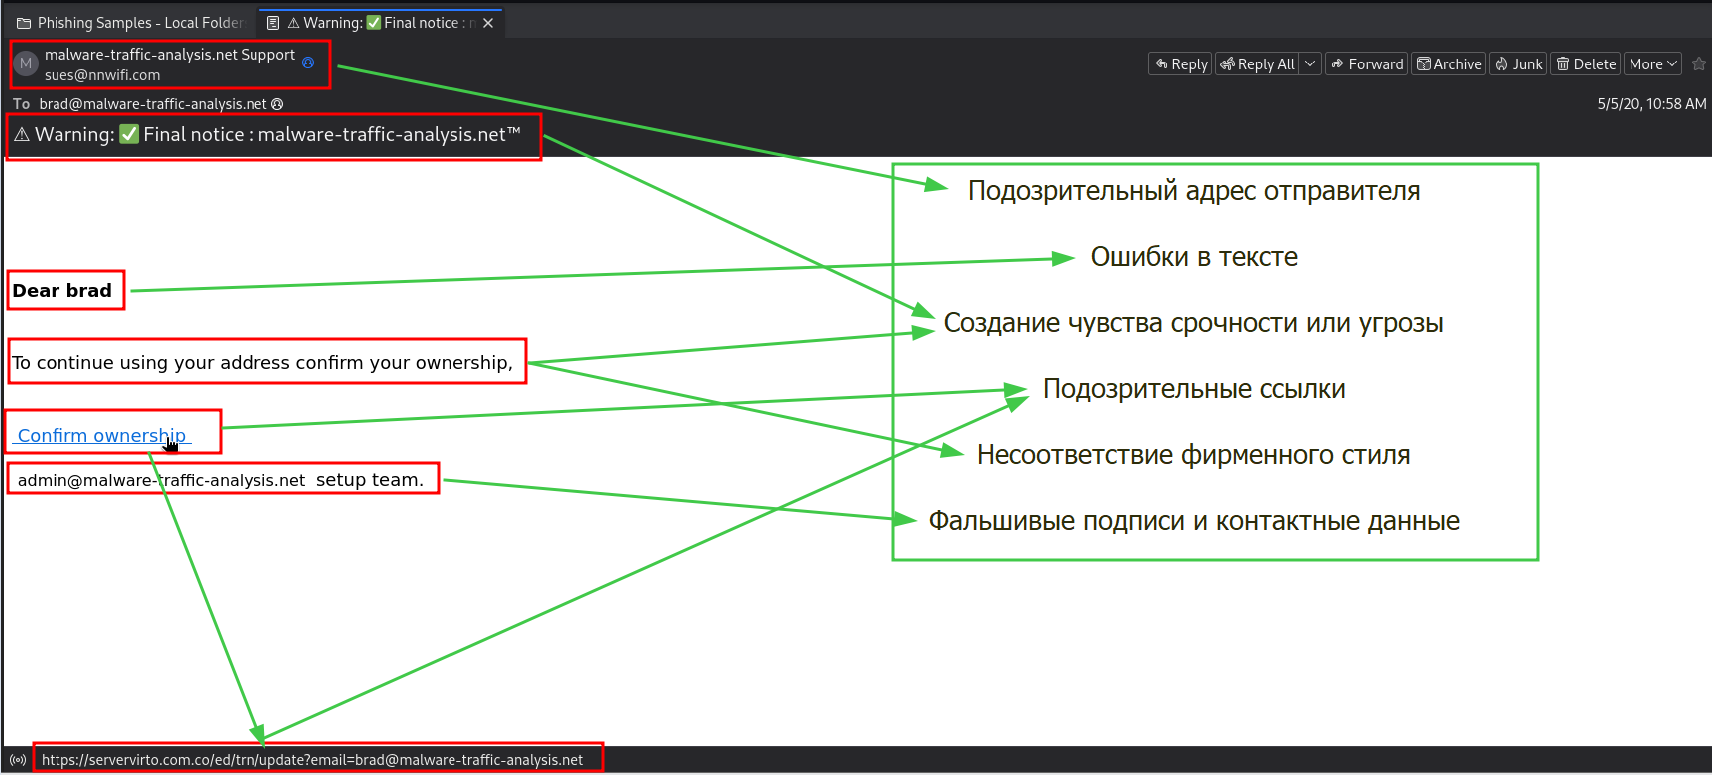 Phishing Samples - Local Folder
⚠ Warning: ✅ Final notice :
M
malware-traffic-analysis.net Support
sues@nnwifi.com
Reply
Reply All
Forward
Archive
Junk
Delete
More
To brad@malware-traffic-analysis.net
5/5/20, 10:58 AM
⚠ Warning: ✅ Final notice : malware-traffic-analysis.net™
Подозрительный адрес отправителя
Ошибки в тексте
Dear brad
Создание чувства срочности или угрозы
To continue using your address confirm your ownership,
Подозрительные ссылки
Confirm ownership
Несоответствие фирменного стиля
admin@malware-traffic-analysis.net setup team.
Фальшивые подписи и контактные данные
https://servervirto.com.co/ed/trn/update?email=brad@malware-traffic-analysis.net